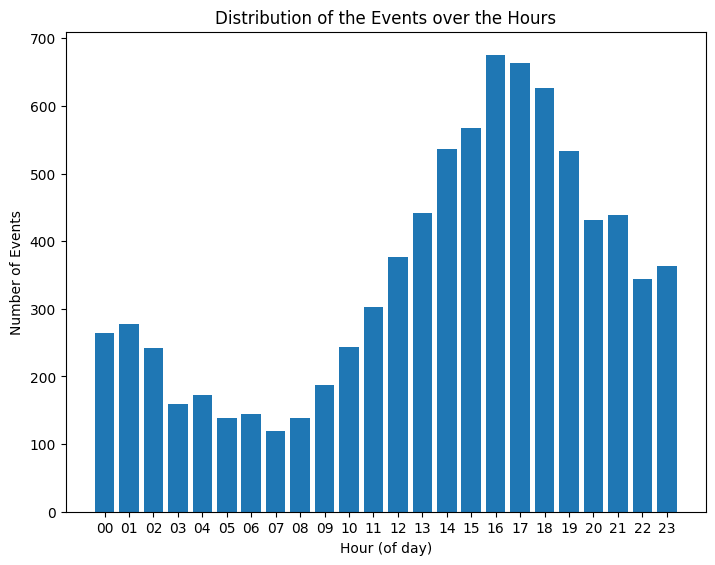 Distribution of the Events over the Hours
700
600
500
400
300
200
100
0
Number of Events
00 01 02 03 04 05 06 07 08 09 10 11 12 13 14 15 16 17 18 19 20 21 22 23
Hour (of day)